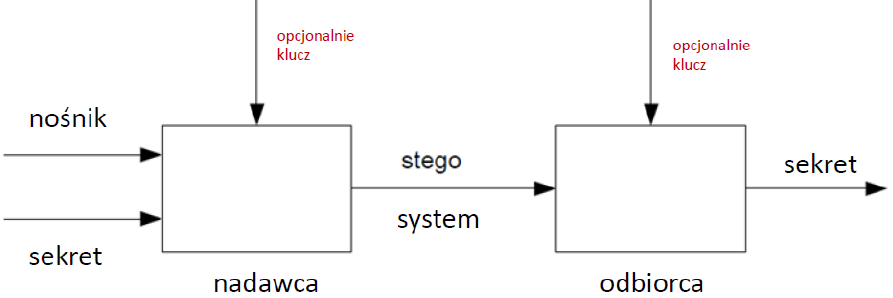 opcjonalnie
klucz
opcjonalnie
klucz
nośnik
stego
sekret
system
sekret
nadawca
odbiorca